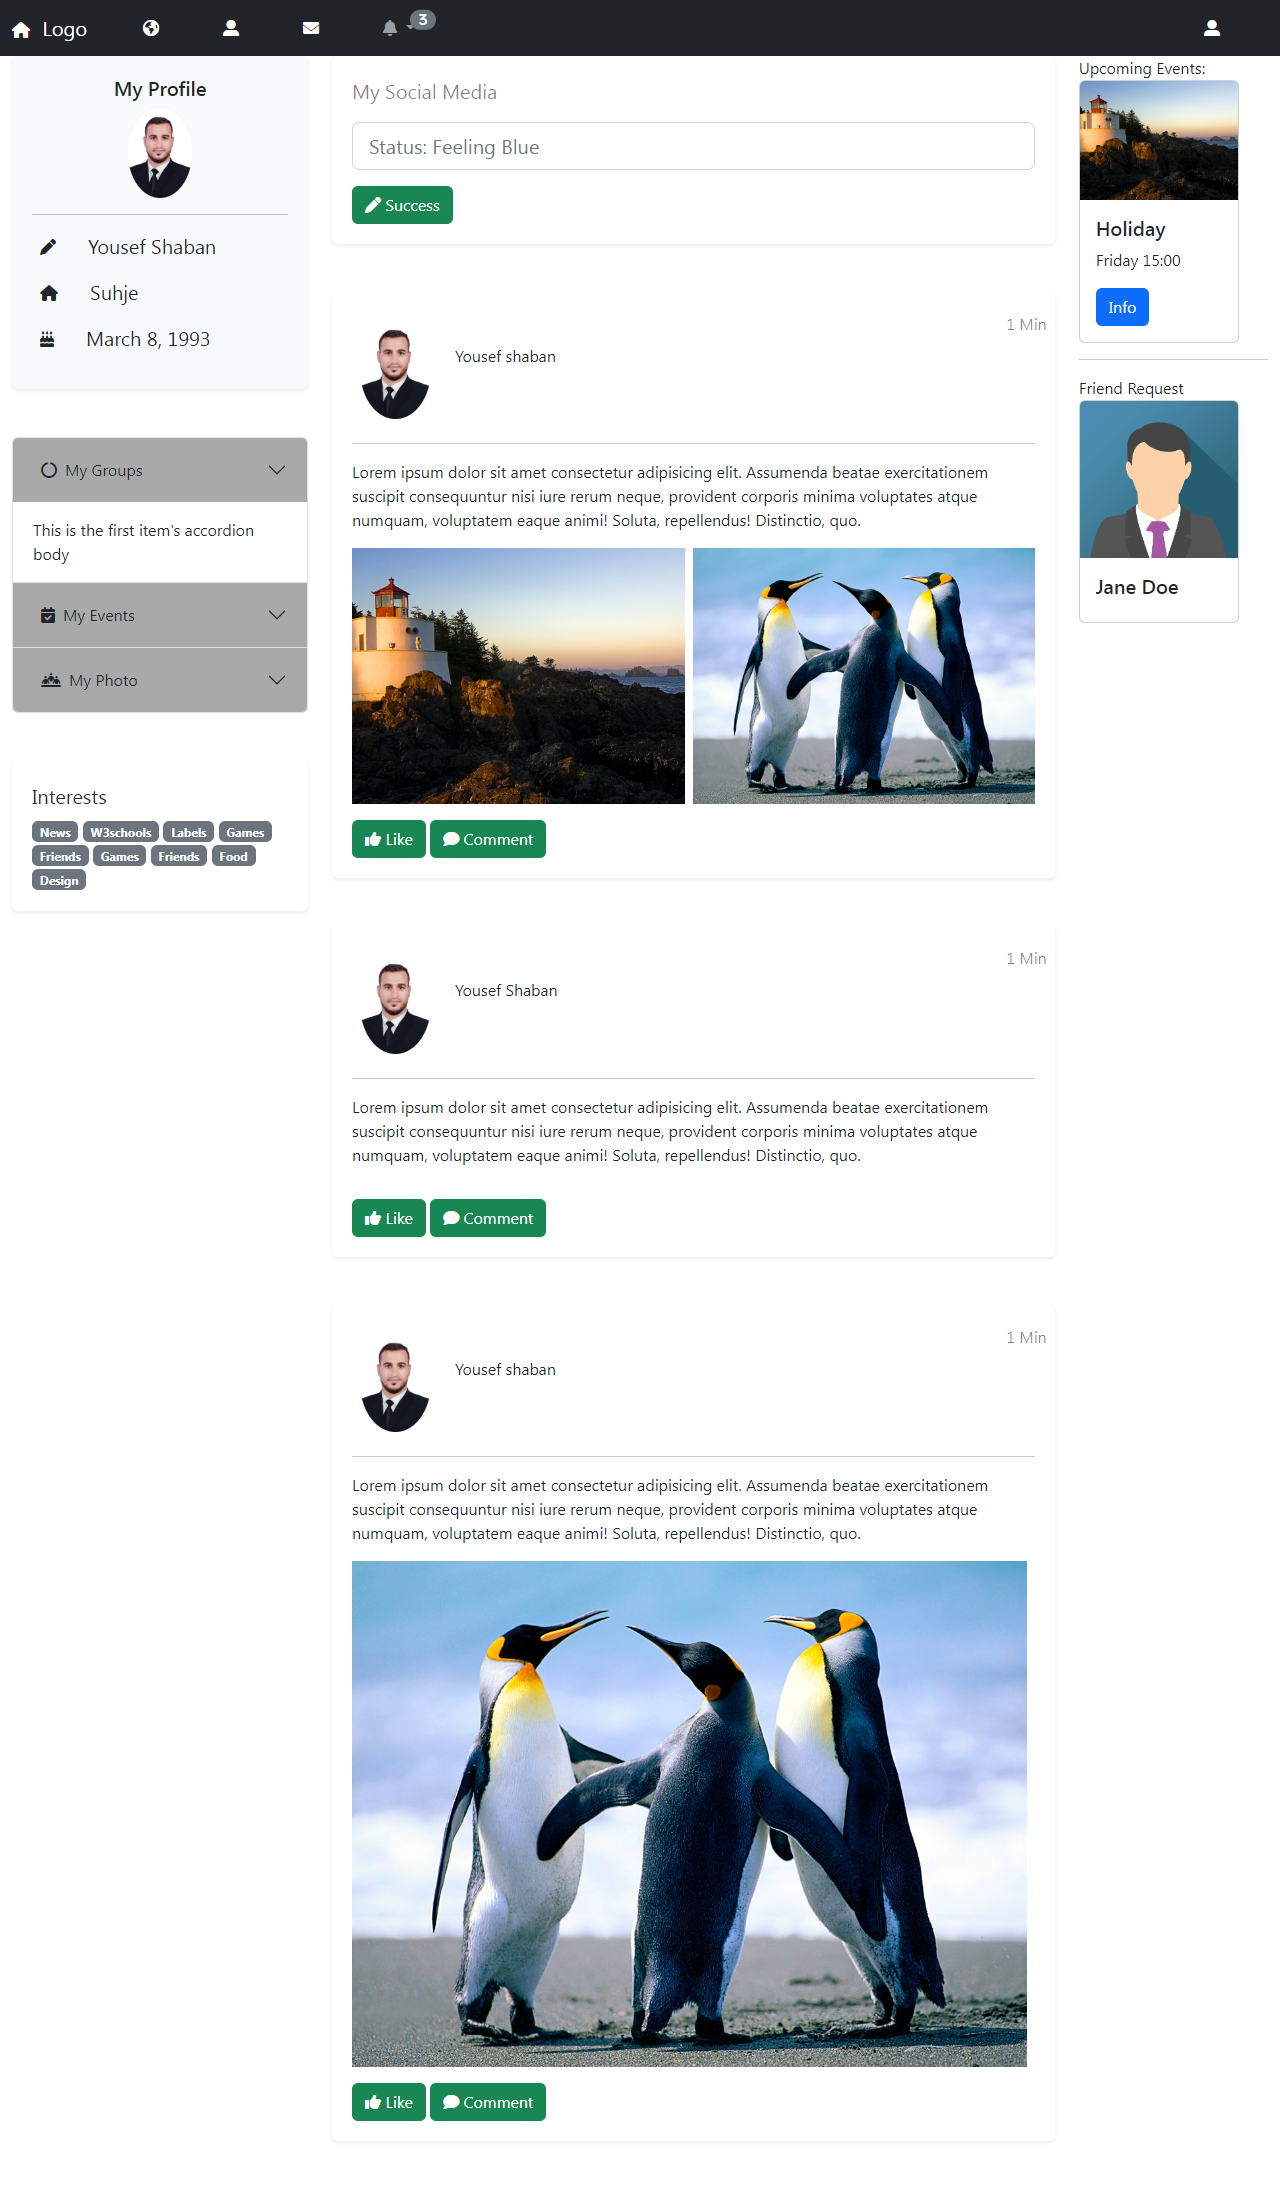 Logo
3
My Profile
Yousef Shaban
Suhje
March 8, 1993
My Groups
This is the first item's accordion
body
My Events
My Photo
Interests
News W3schools Labels Games
Friends Games Friends Food
Design
My Social Media
Status: Feeling Blue
Success
1 Min
Yousef shaban
Lorem ipsum dolor sit amet consectetur adipisicing elit. Assumenda beatae exercitationem
suscipit consequuntur nisi iure rerum neque, provident corporis minima voluptates atque
numquam, voluptatem eaque animi! Soluta, repellendus! Distinctio, quo.
Like Comment
1 Min
Yousef Shaban
Lorem ipsum dolor sit amet consectetur adipisicing elit. Assumenda beatae exercitationem
suscipit consequuntur nisi iure rerum neque, provident corporis minima voluptates atque
numquam, voluptatem eaque animi! Soluta, repellendus! Distinctio, quo.
Like Comment
1 Min
Yousef shaban
Lorem ipsum dolor sit amet consectetur adipisicing elit. Assumenda beatae exercitationem
suscipit consequuntur nisi iure rerum neque, provident corporis minima voluptates atque
numquam, voluptatem eaque animi! Soluta, repellendus! Distinctio, quo.
Like Comment
Upcoming Events:
Holiday
Friday 15:00
Info
Friend Request
Jane Doe